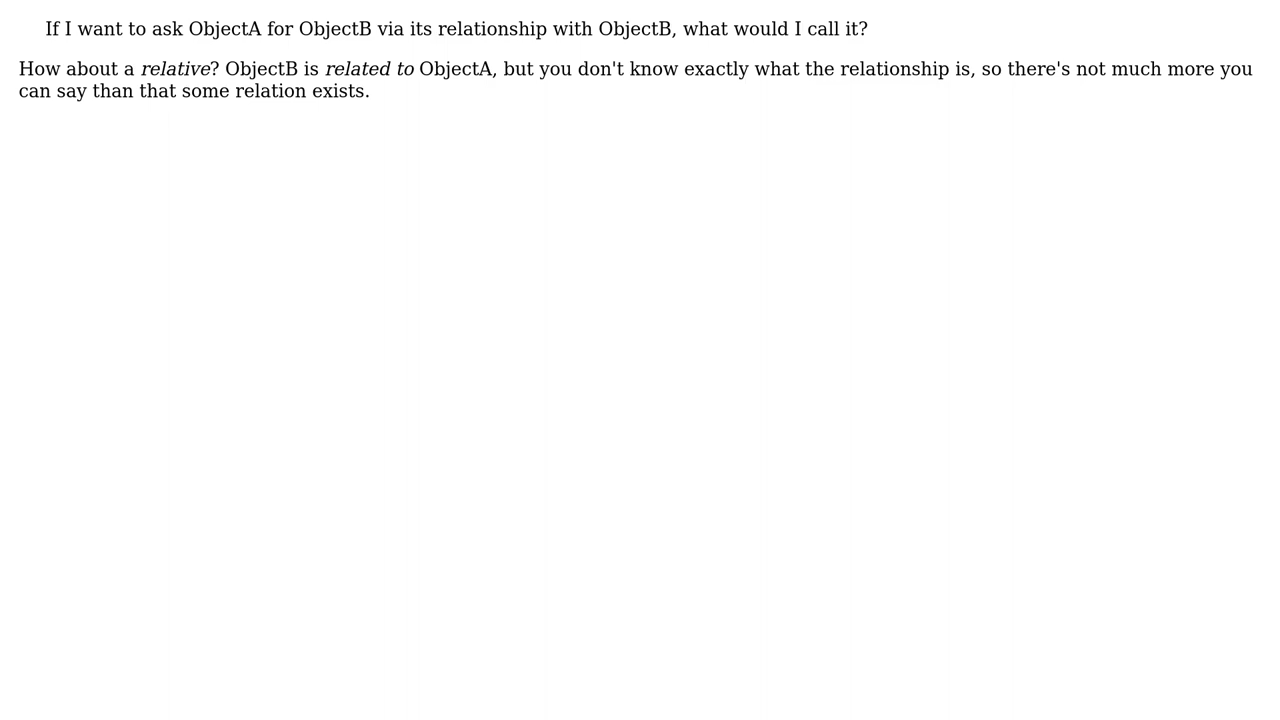 If I want to ask ObjectA for ObjectB via its relationship with ObjectB, what would I call it?
How about a relative? ObjectB is related to ObjectA, but you don't know exactly what the relationship is, so there's not much more you
can say than that some relation exists.